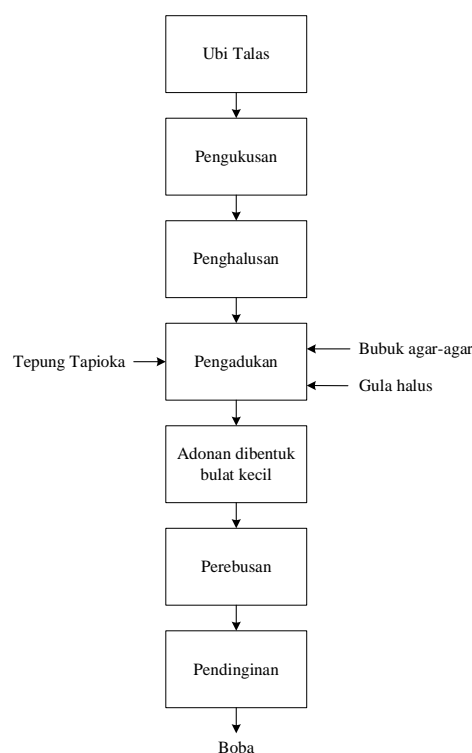 Ubi Talas
Pengukusan
Penghalusan
Tepung Tapioka
Pengadukan
Bubuk agar-agar
Gula halus
Adonan dibentuk
bulat kecil
Perebusan
Pendinginan
Boba